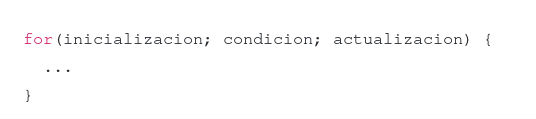 for(inicializacion; condicion; actualizacion) {
...
}